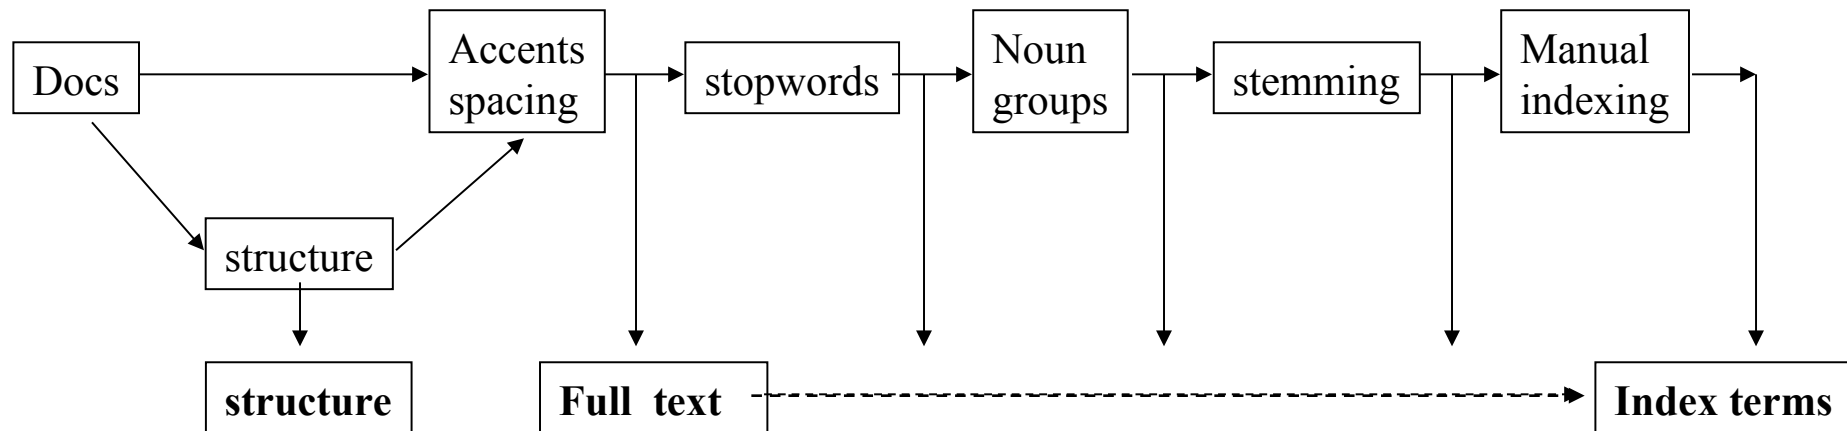 Docs
Accents
spacing
stopwords
Noun
groups
stemming
Manual
indexing
structure
structure
Full text
Index terms